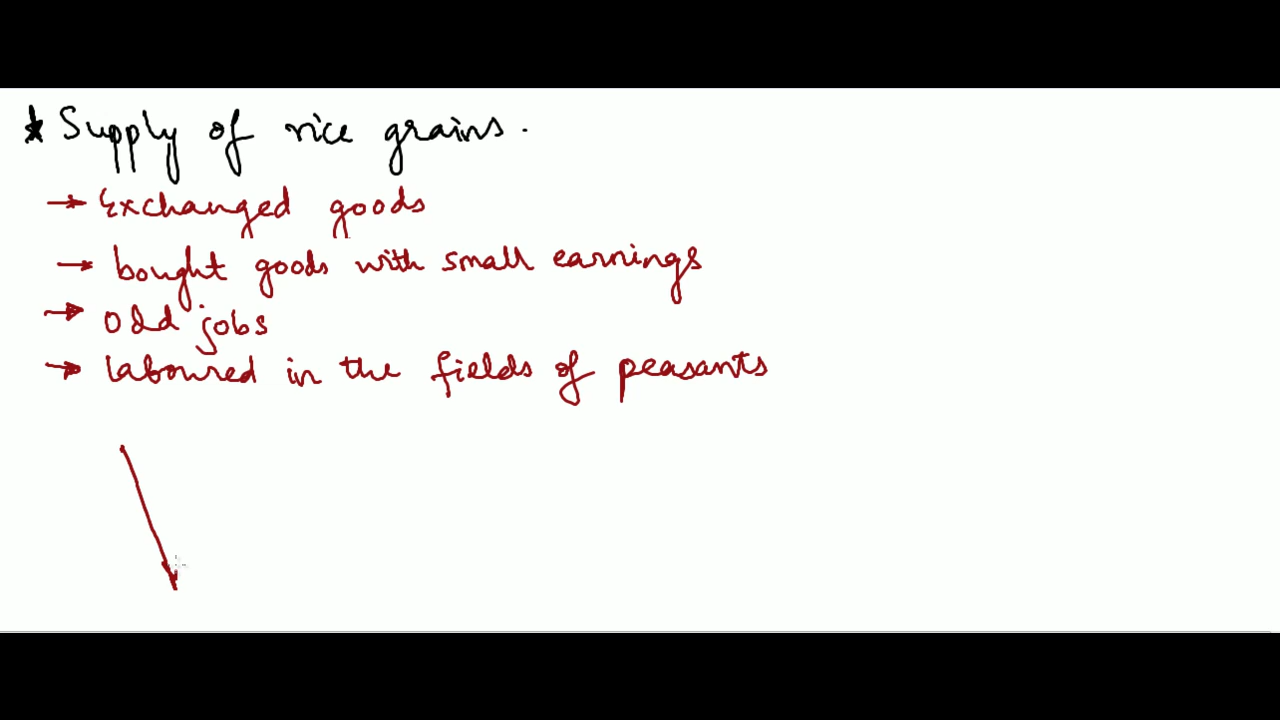 * Supply of rice grains.
→ Exchanged goods
→ bought goods with small earnings
→ odd jobs
→ laboured in the fields of peasants